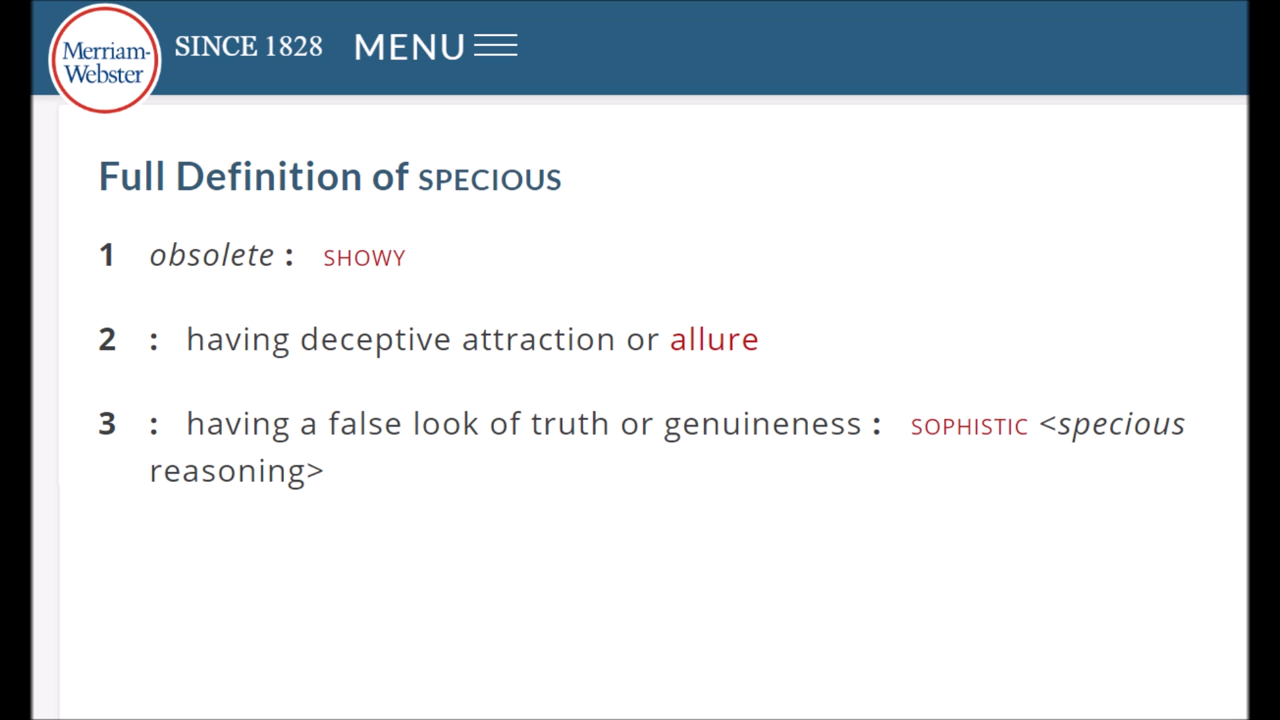 Merriam-
Webster
SINCE 1828
MENU
Full Definition of SPECIOUS
1 obsolete : SHOWY
2 : having deceptive attraction or allure
3 : having a false look of truth or genuineness : SOPHISTIC <specious
reasoning>